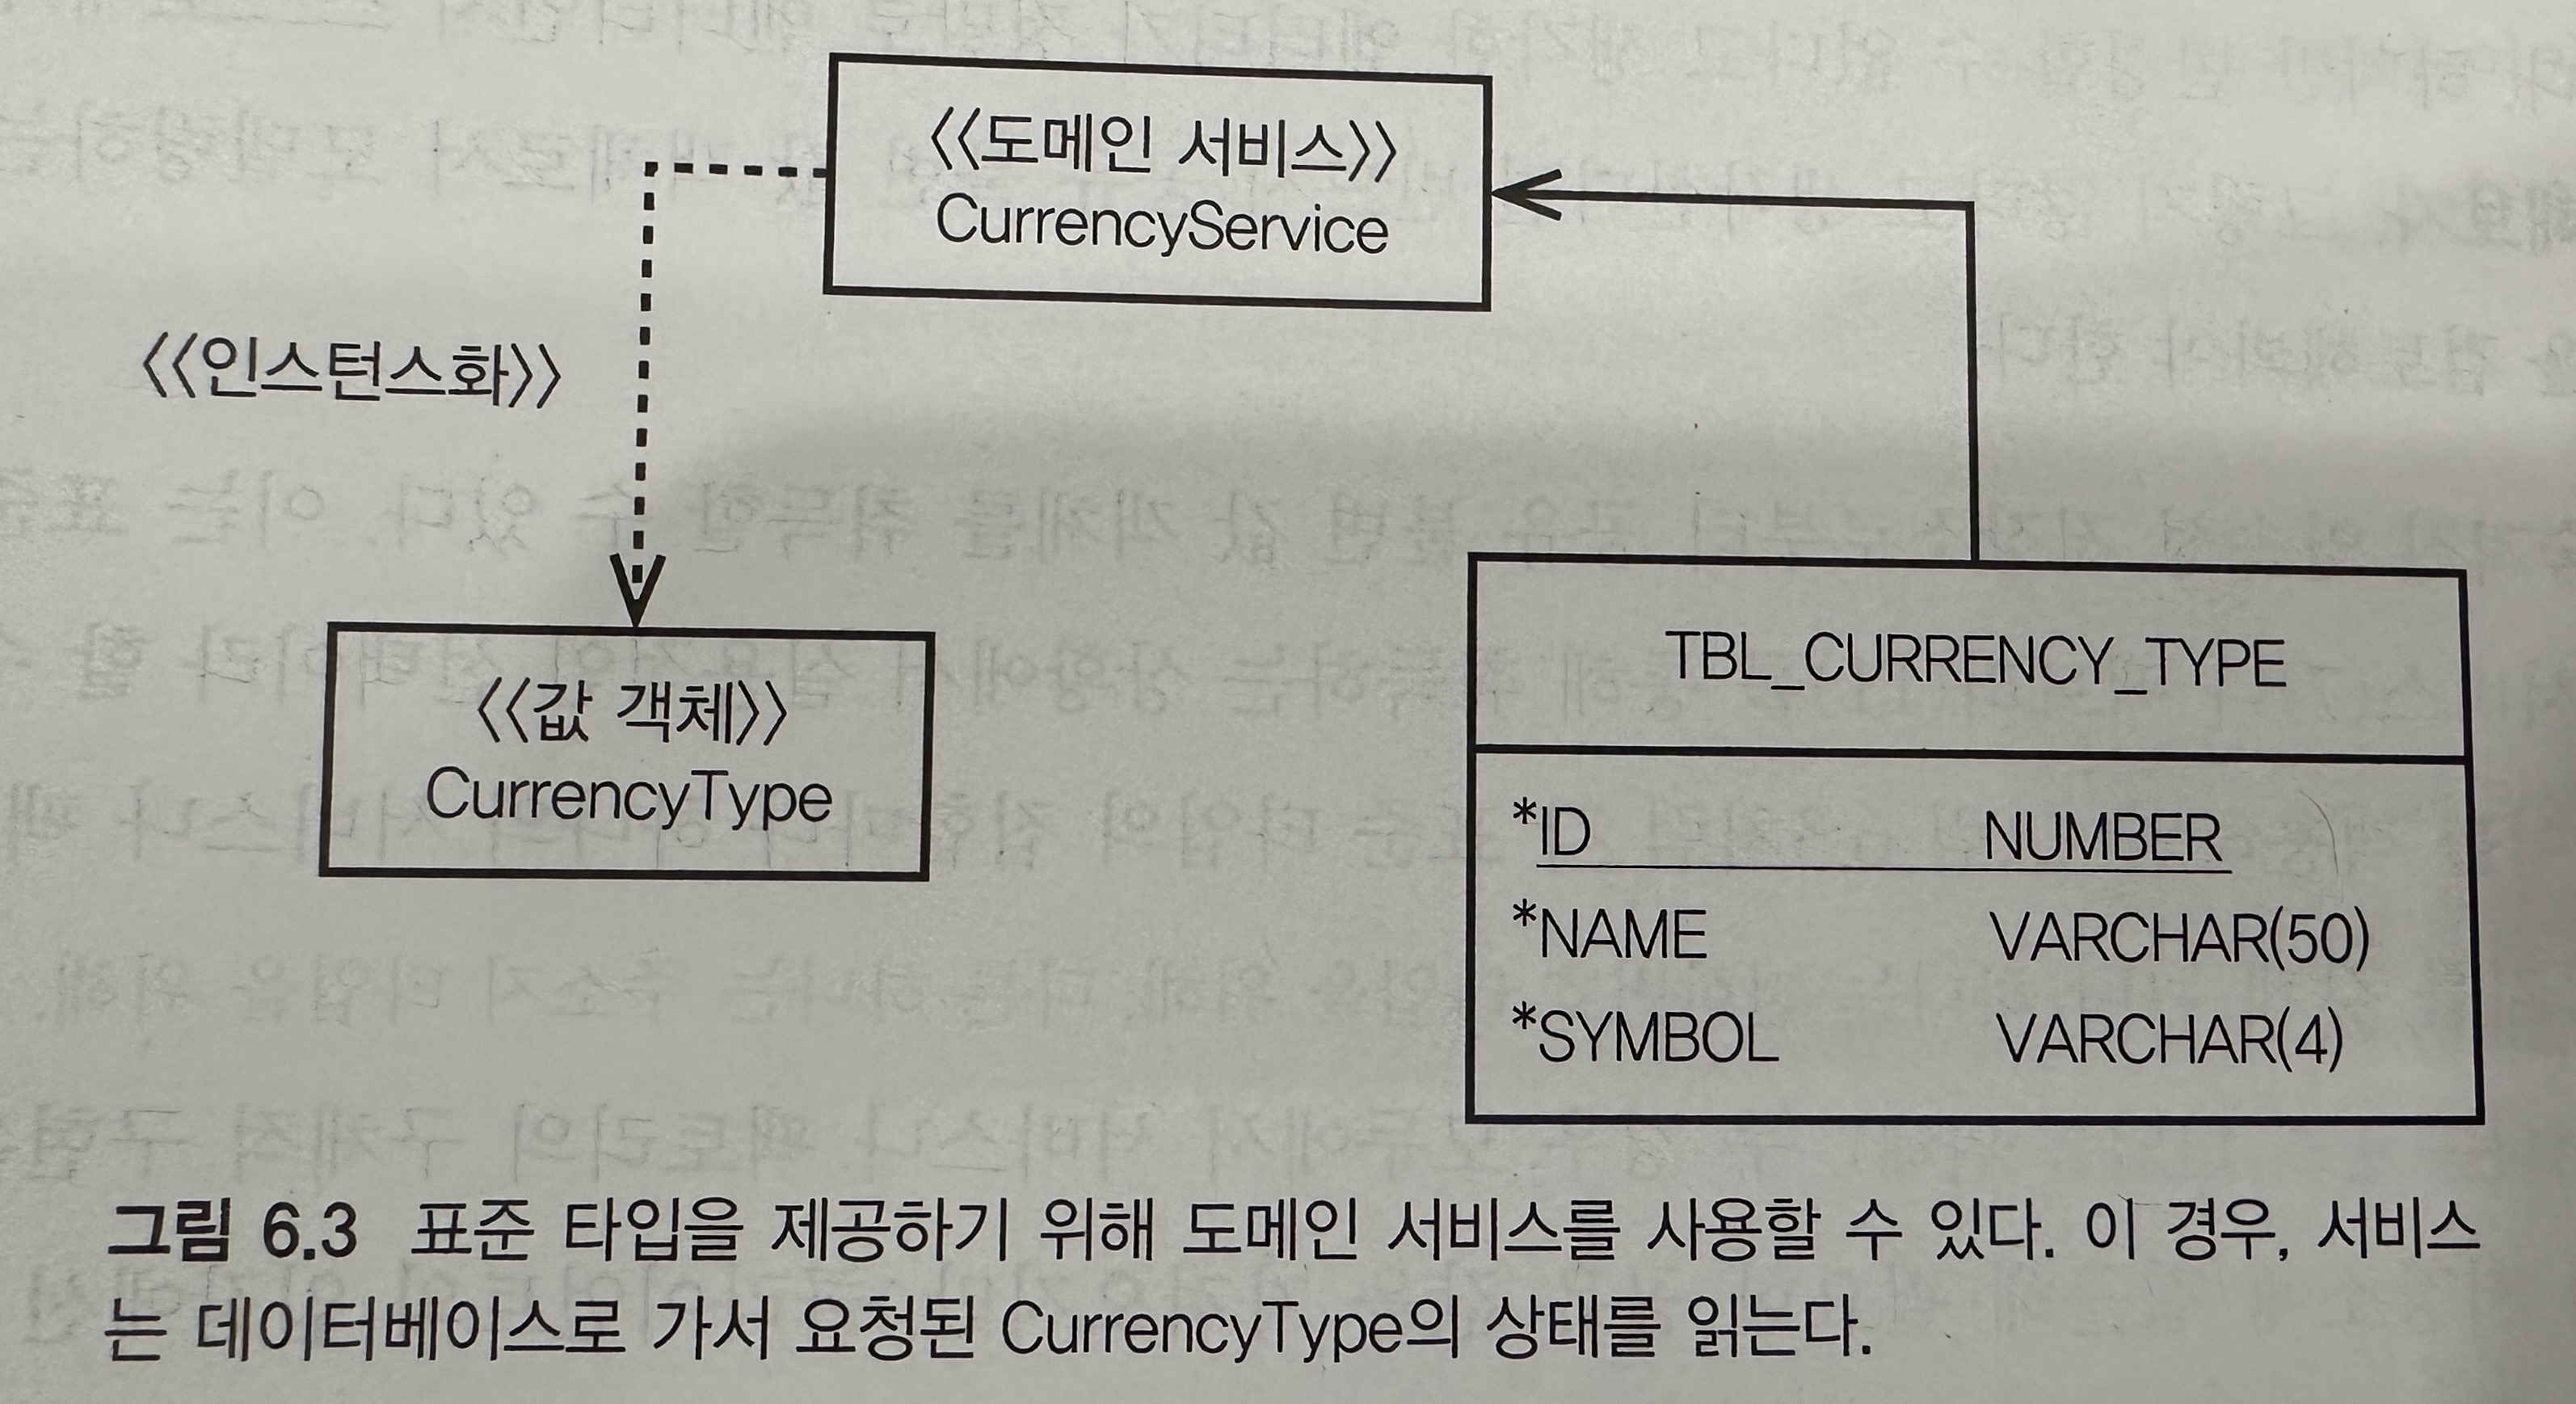 〈〈도메인 서비스〉〉
CurrencyService
〈〈인스턴스화〉〉
〈〈값 객체〉〉
CurrencyType
TBL_CURRENCY_TYPE
*ID NUMBER
*NAME VARCHAR(50)
*SYMBOL VARCHAR(4)
그림 6.3 표준 타입을 제공하기 위해 도메인 서비스를 사용할 수 있다. 이 경우, 서비스
는 데이터베이스로 가서 요청된 CurrencyType의 상태를 읽는다.